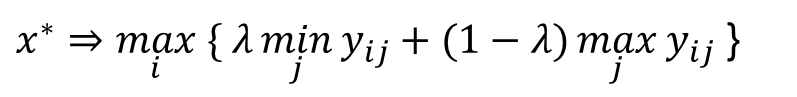 x* ⇒ max_i { λ min_j y_ij + (1 − λ) max_j y_ij }